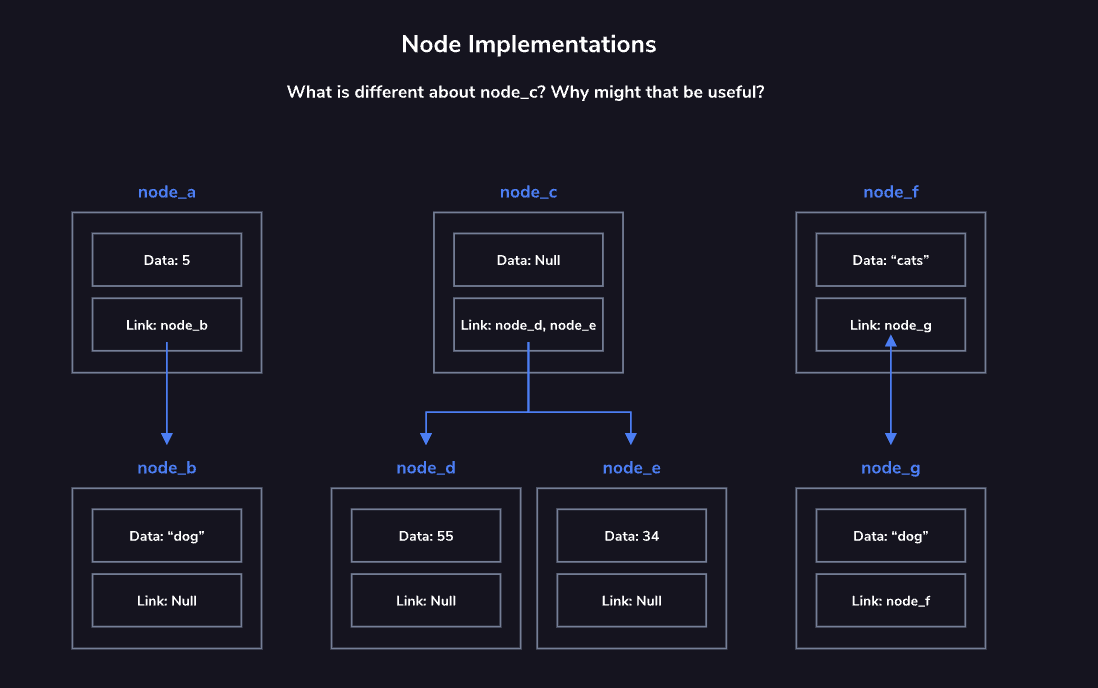 Node Implementations
What is different about node_c? Why might that be useful?
node_a
node_c
node_f
Data: 5
Data: Null
Data: “cats”
Link: node_b
Link: node_d, node_e
Link: node_g
node_b
node_d
node_e
node_g
Data: “dog”
Data: 55
Data: 34
Data: “dog”
Link: Null
Link: Null
Link: Null
Link: node_f